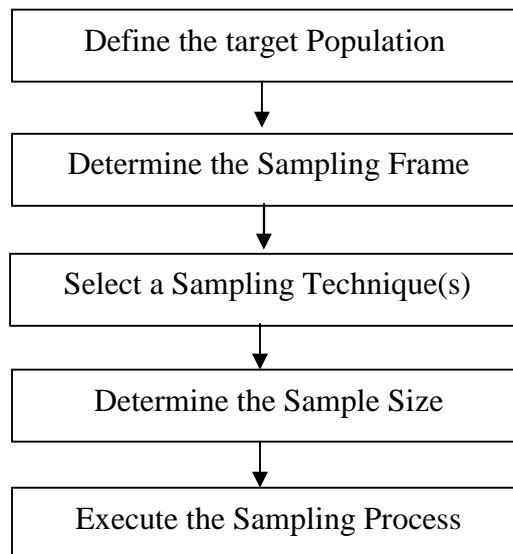 Define the target Population
Determine the Sampling Frame
Select a Sampling Technique(s)
Determine the Sample Size
Execute the Sampling Process